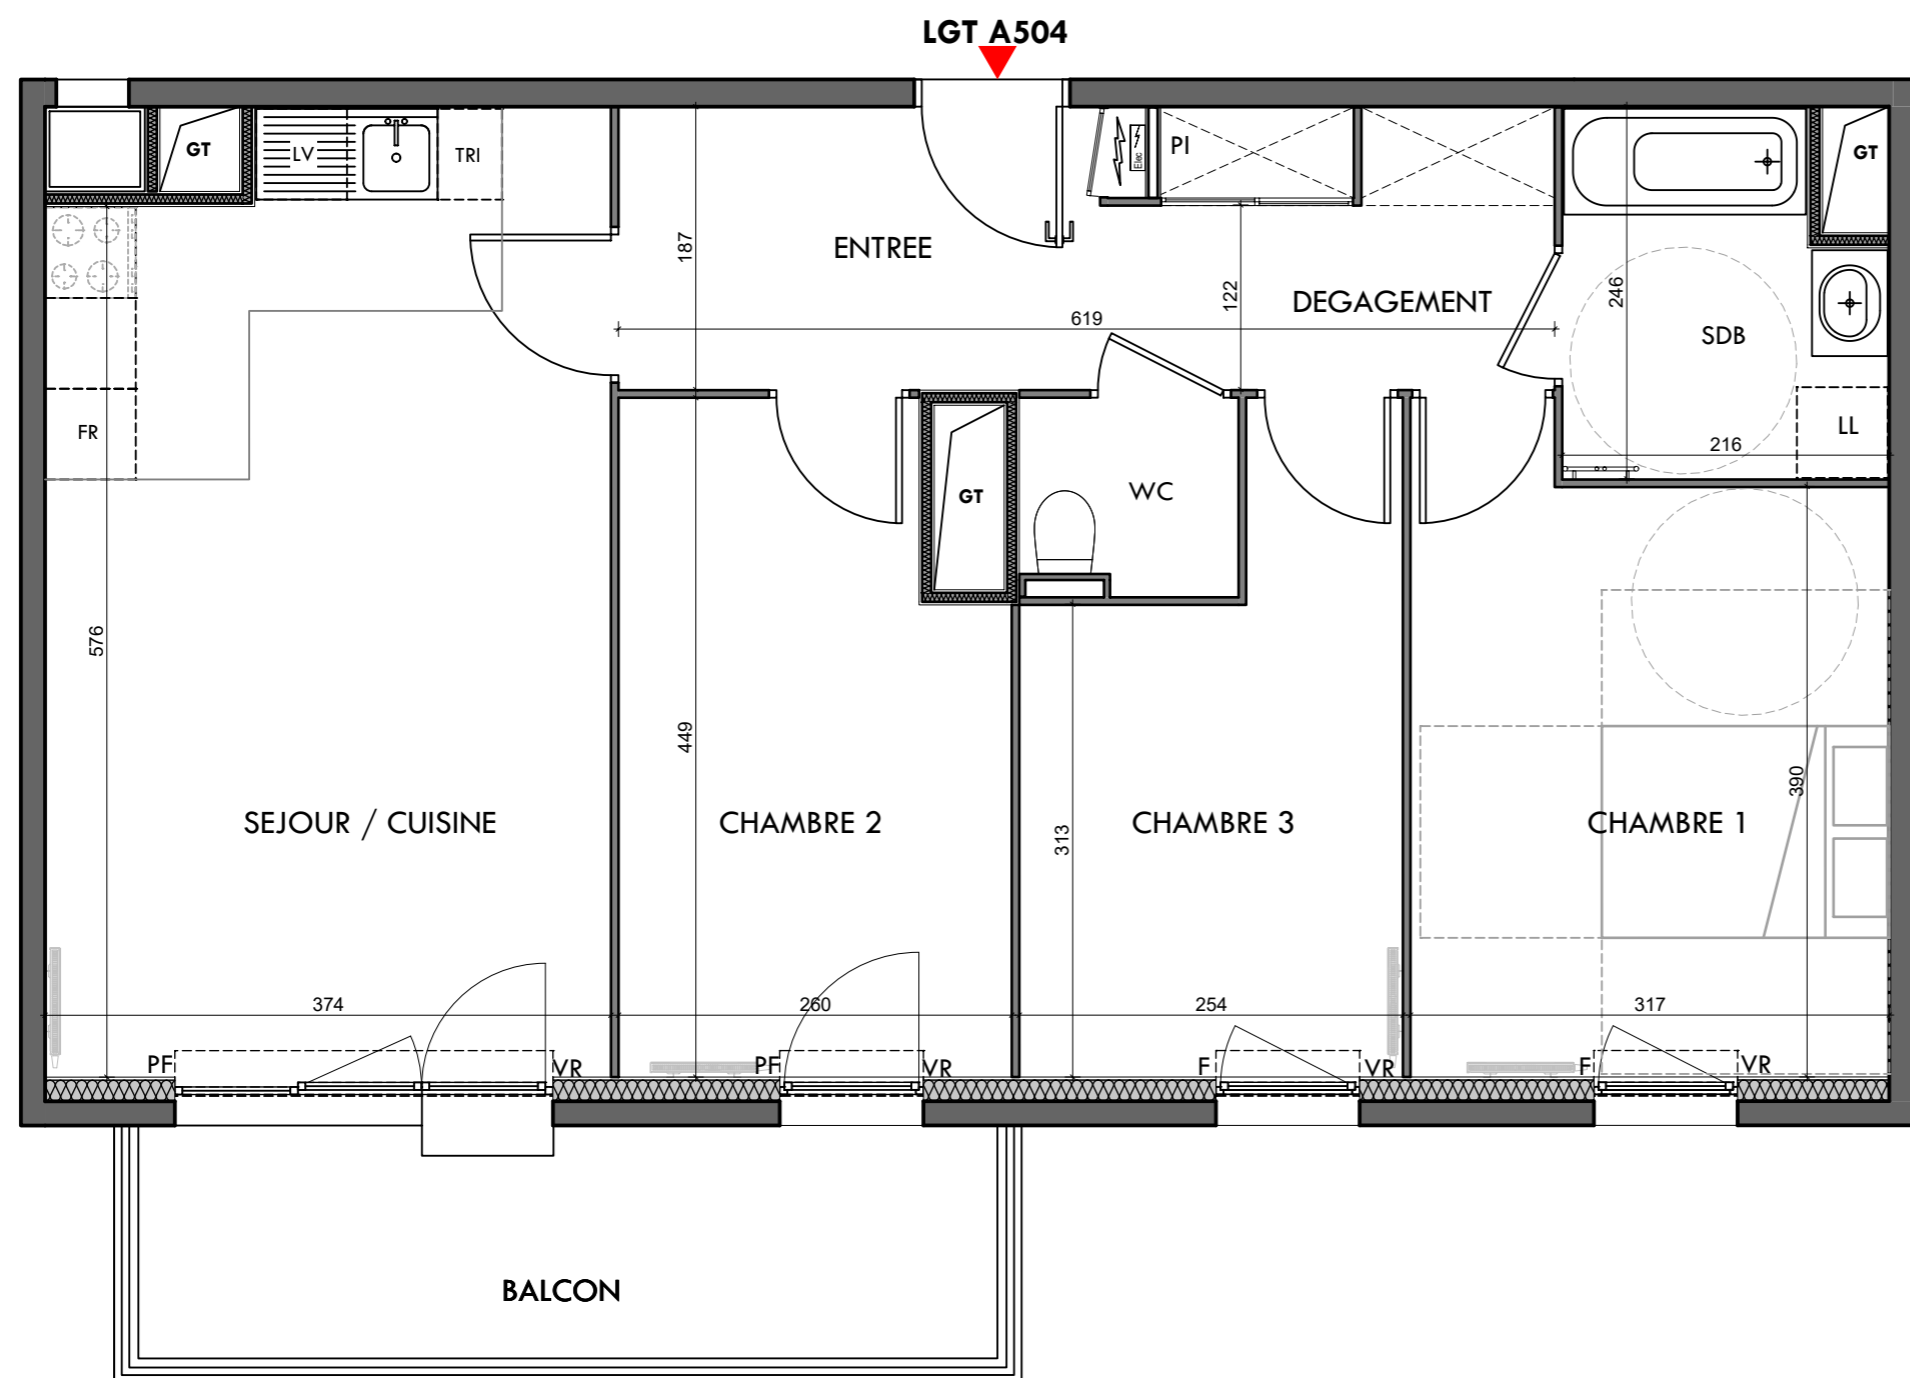 LGT A504
GT
LV
TRI
Elec
PI
GT
ENTREE
187
122
DEGAGEMENT
246
619
SDB
FR
LL
216
GT
WC
576
449
313
390
SEJOUR / CUISINE
CHAMBRE 2
CHAMBRE 3
CHAMBRE 1
374
260
254
317
PF
VR
PF
VR
F
VR
F
VR
BALCON